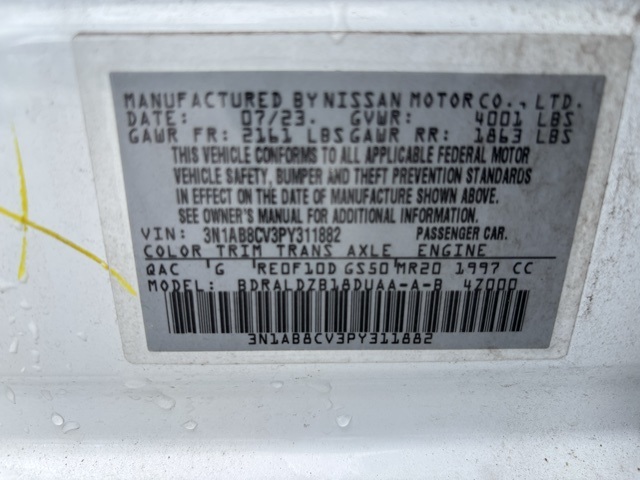 MANUFACTURED BY NISSAN MOTOR CO., LTD.
DATE: 07/23. GVWR: 4001 LBS
GAWR FR: 2161 LBS GAWR RR: 1863 LBS
THIS VEHICLE CONFORMS TO ALL APPLICABLE FEDERAL MOTOR
VEHICLE SAFETY, BUMPER AND THEFT PREVENTION STANDARDS
IN EFFECT ON THE DATE OF MANUFACTURE SHOWN ABOVE.
SEE OWNER'S MANUAL FOR ADDITIONAL INFORMATION.
VIN: 3N1AB8CV3PY311882 PASSENGER CAR.
COLOR TRIM TRANS AXLE ENGINE
QAC G RE0F10D GS50 MR20 1997 CC
MODEL: BDRALDZB18DUAA-A-B 4Z000
3N1AB8CV3PY311882